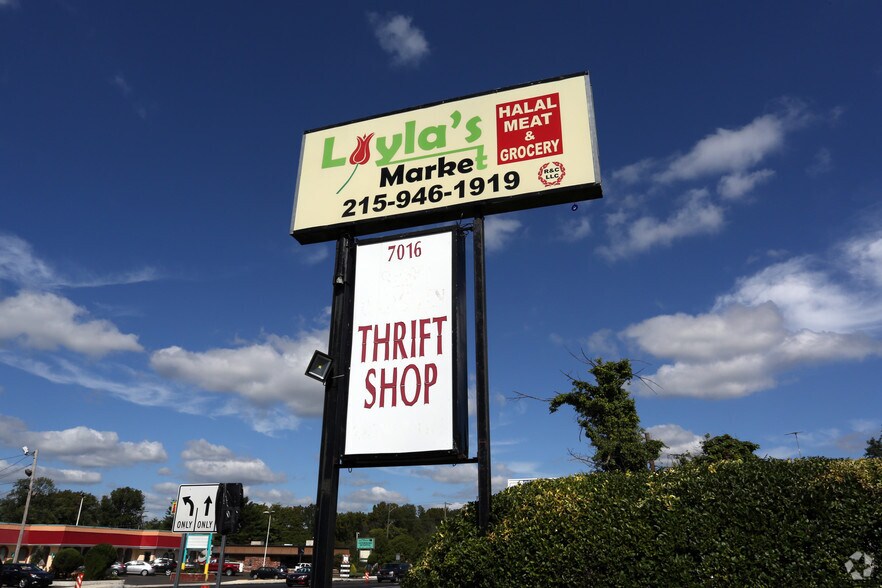 Layla's
Market
215-946-1919
HALAL
MEAT
&
GROCERY
R&C
LLC
7016
THRIFT
SHOP
ONLY
ONLY